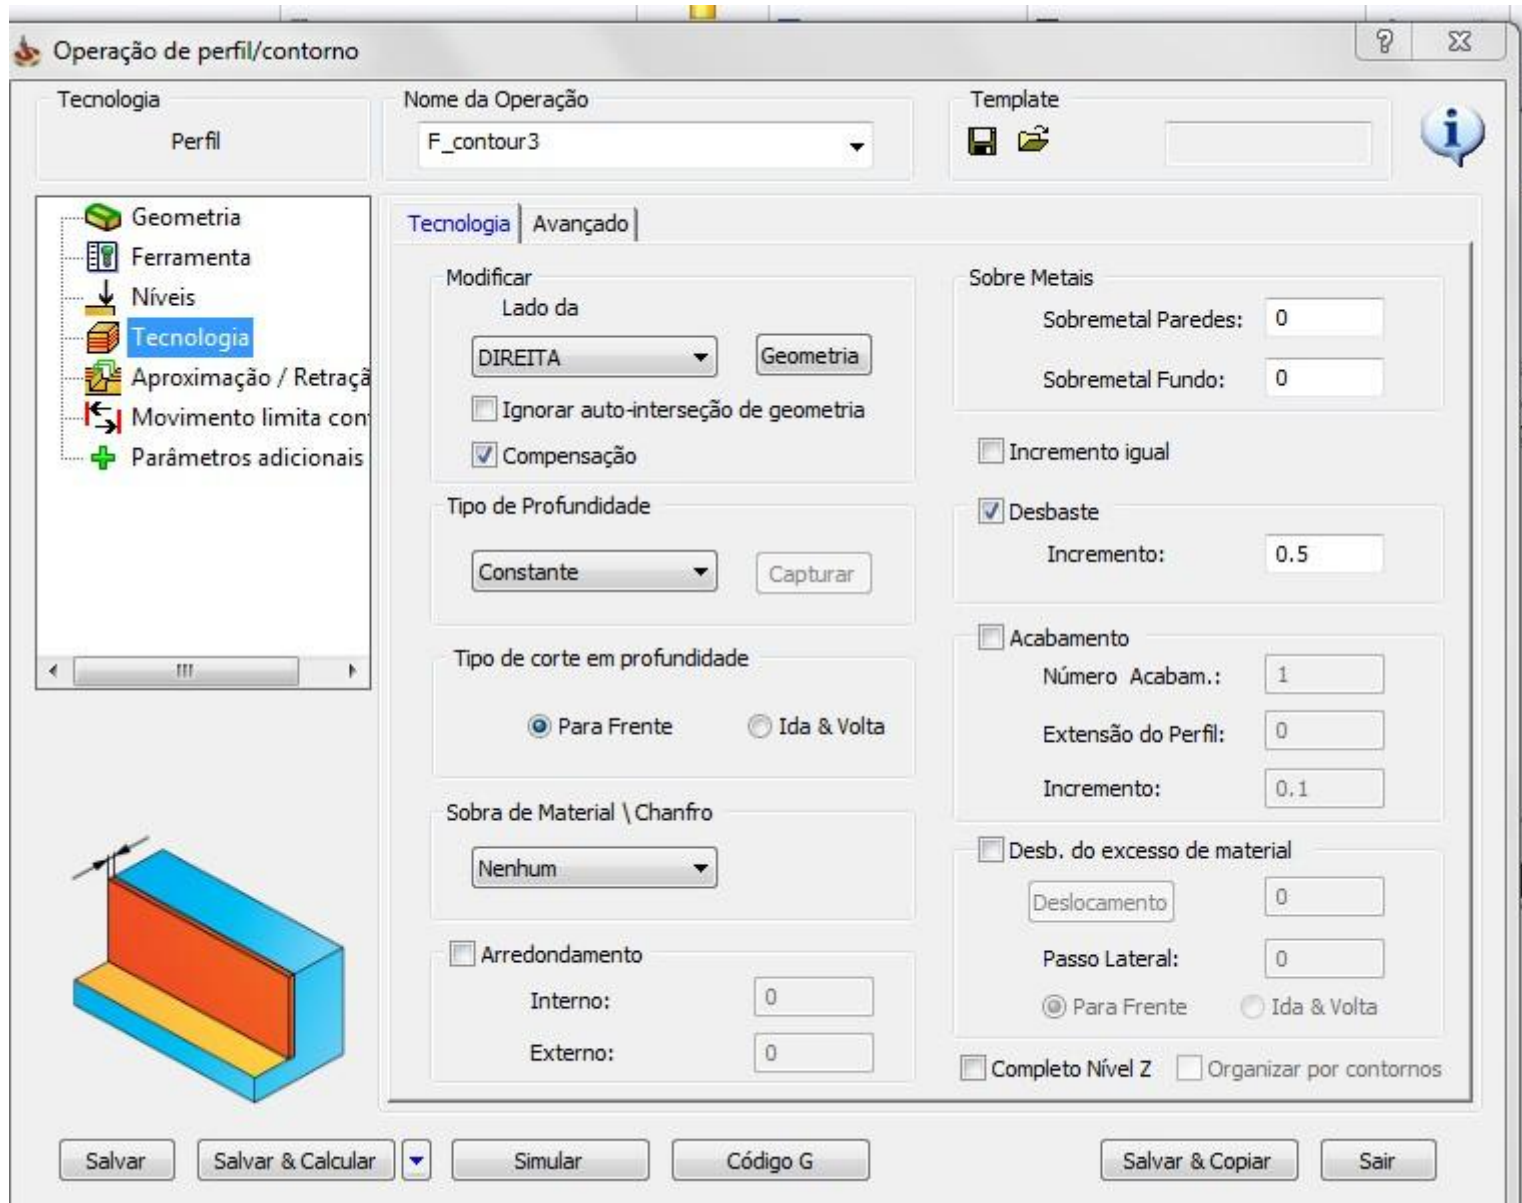 Operação de perfil/contorno
Tecnologia
Perfil
Nome da Operação
F_contour3
Template
Geometria
Ferramenta
Níveis
Tecnologia
Aproximação / Retraçã
Movimento limita con
Parâmetros adicionais
Tecnologia Avançado
Modificar
Lado da
DIREITA Geometria
Ignorar auto-interseção de geometria
Compensação
Tipo de Profundidade
Constante Capturar
Tipo de corte em profundidade
Para Frente Ida & Volta
Sobra de Material \ Chanfro
Nenhum
Arredondamento
Interno: 0
Externo: 0
Sobre Metais
Sobremetal Paredes: 0
Sobremetal Fundo: 0
Incremento igual
Desbaste
Incremento: 0.5
Acabamento
Número Acabam.: 1
Extensão do Perfil: 0
Incremento: 0.1
Desb. do excesso de material
Deslocamento 0
Passo Lateral: 0
Para Frente Ida & Volta
Completo Nível Z Organizar por contornos
Salvar Salvar & Calcular Simular Código G Salvar & Copiar Sair